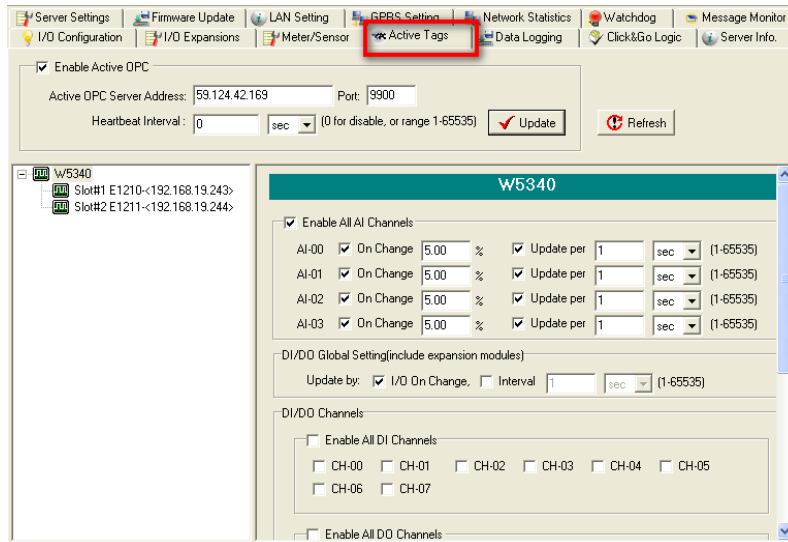 Server Settings Firmware Update LAN Setting GPRS Setting Network Statistics Watchdog Message Monitor
I/O Configuration I/O Expansions Meter/Sensor Active Tags Data Logging Click&Go Logic Server Info.
Enable Active OPC
Active OPC Server Address: 59.124.42.169 Port: 9900
Heartbeat Interval : 0 sec (0 for disable, or range 1-65535) Update Refresh
W5340
Slot#1 E1210-<192.168.19.243>
Slot#2 E1211-<192.168.19.244>
W5340
Enable All AI Channels
AI-00 On Change 5.00 % Update per 1 sec (1-65535)
AI-01 On Change 5.00 % Update per 1 sec (1-65535)
AI-02 On Change 5.00 % Update per 1 sec (1-65535)
AI-03 On Change 5.00 % Update per 1 sec (1-65535)
DI/DO Global Setting(include expansion modules)
Update by: I/O On Change, Interval 1 sec (1-65535)
DI/DO Channels
Enable All DI Channels
CH-00 CH-01 CH-02 CH-03 CH-04 CH-05
CH-06 CH-07
Enable All DO Channels